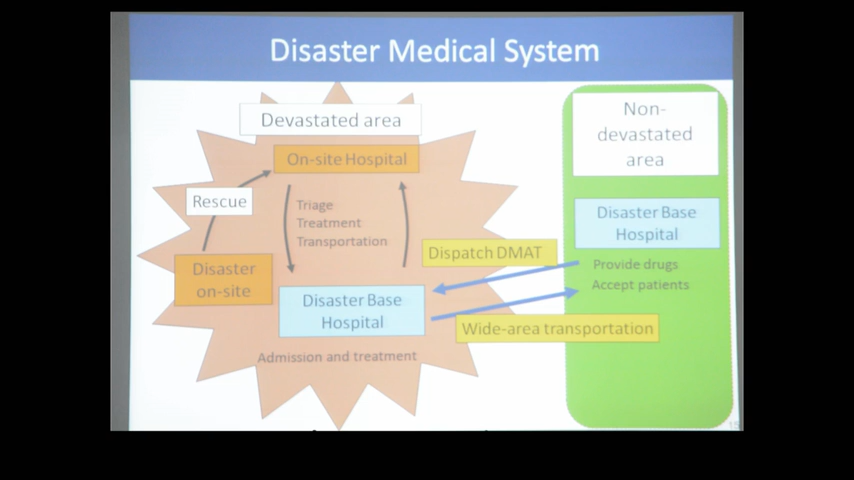 Disaster Medical System
Devastated area
On-site Hospital
Rescue
Triage
Treatment
Transportation
Disaster
on-site
Disaster Base
Hospital
Admission and treatment
Dispatch DMAT
Wide-area transportation
Non-
devastated
area
Disaster Base
Hospital
Provide drugs
Accept patients